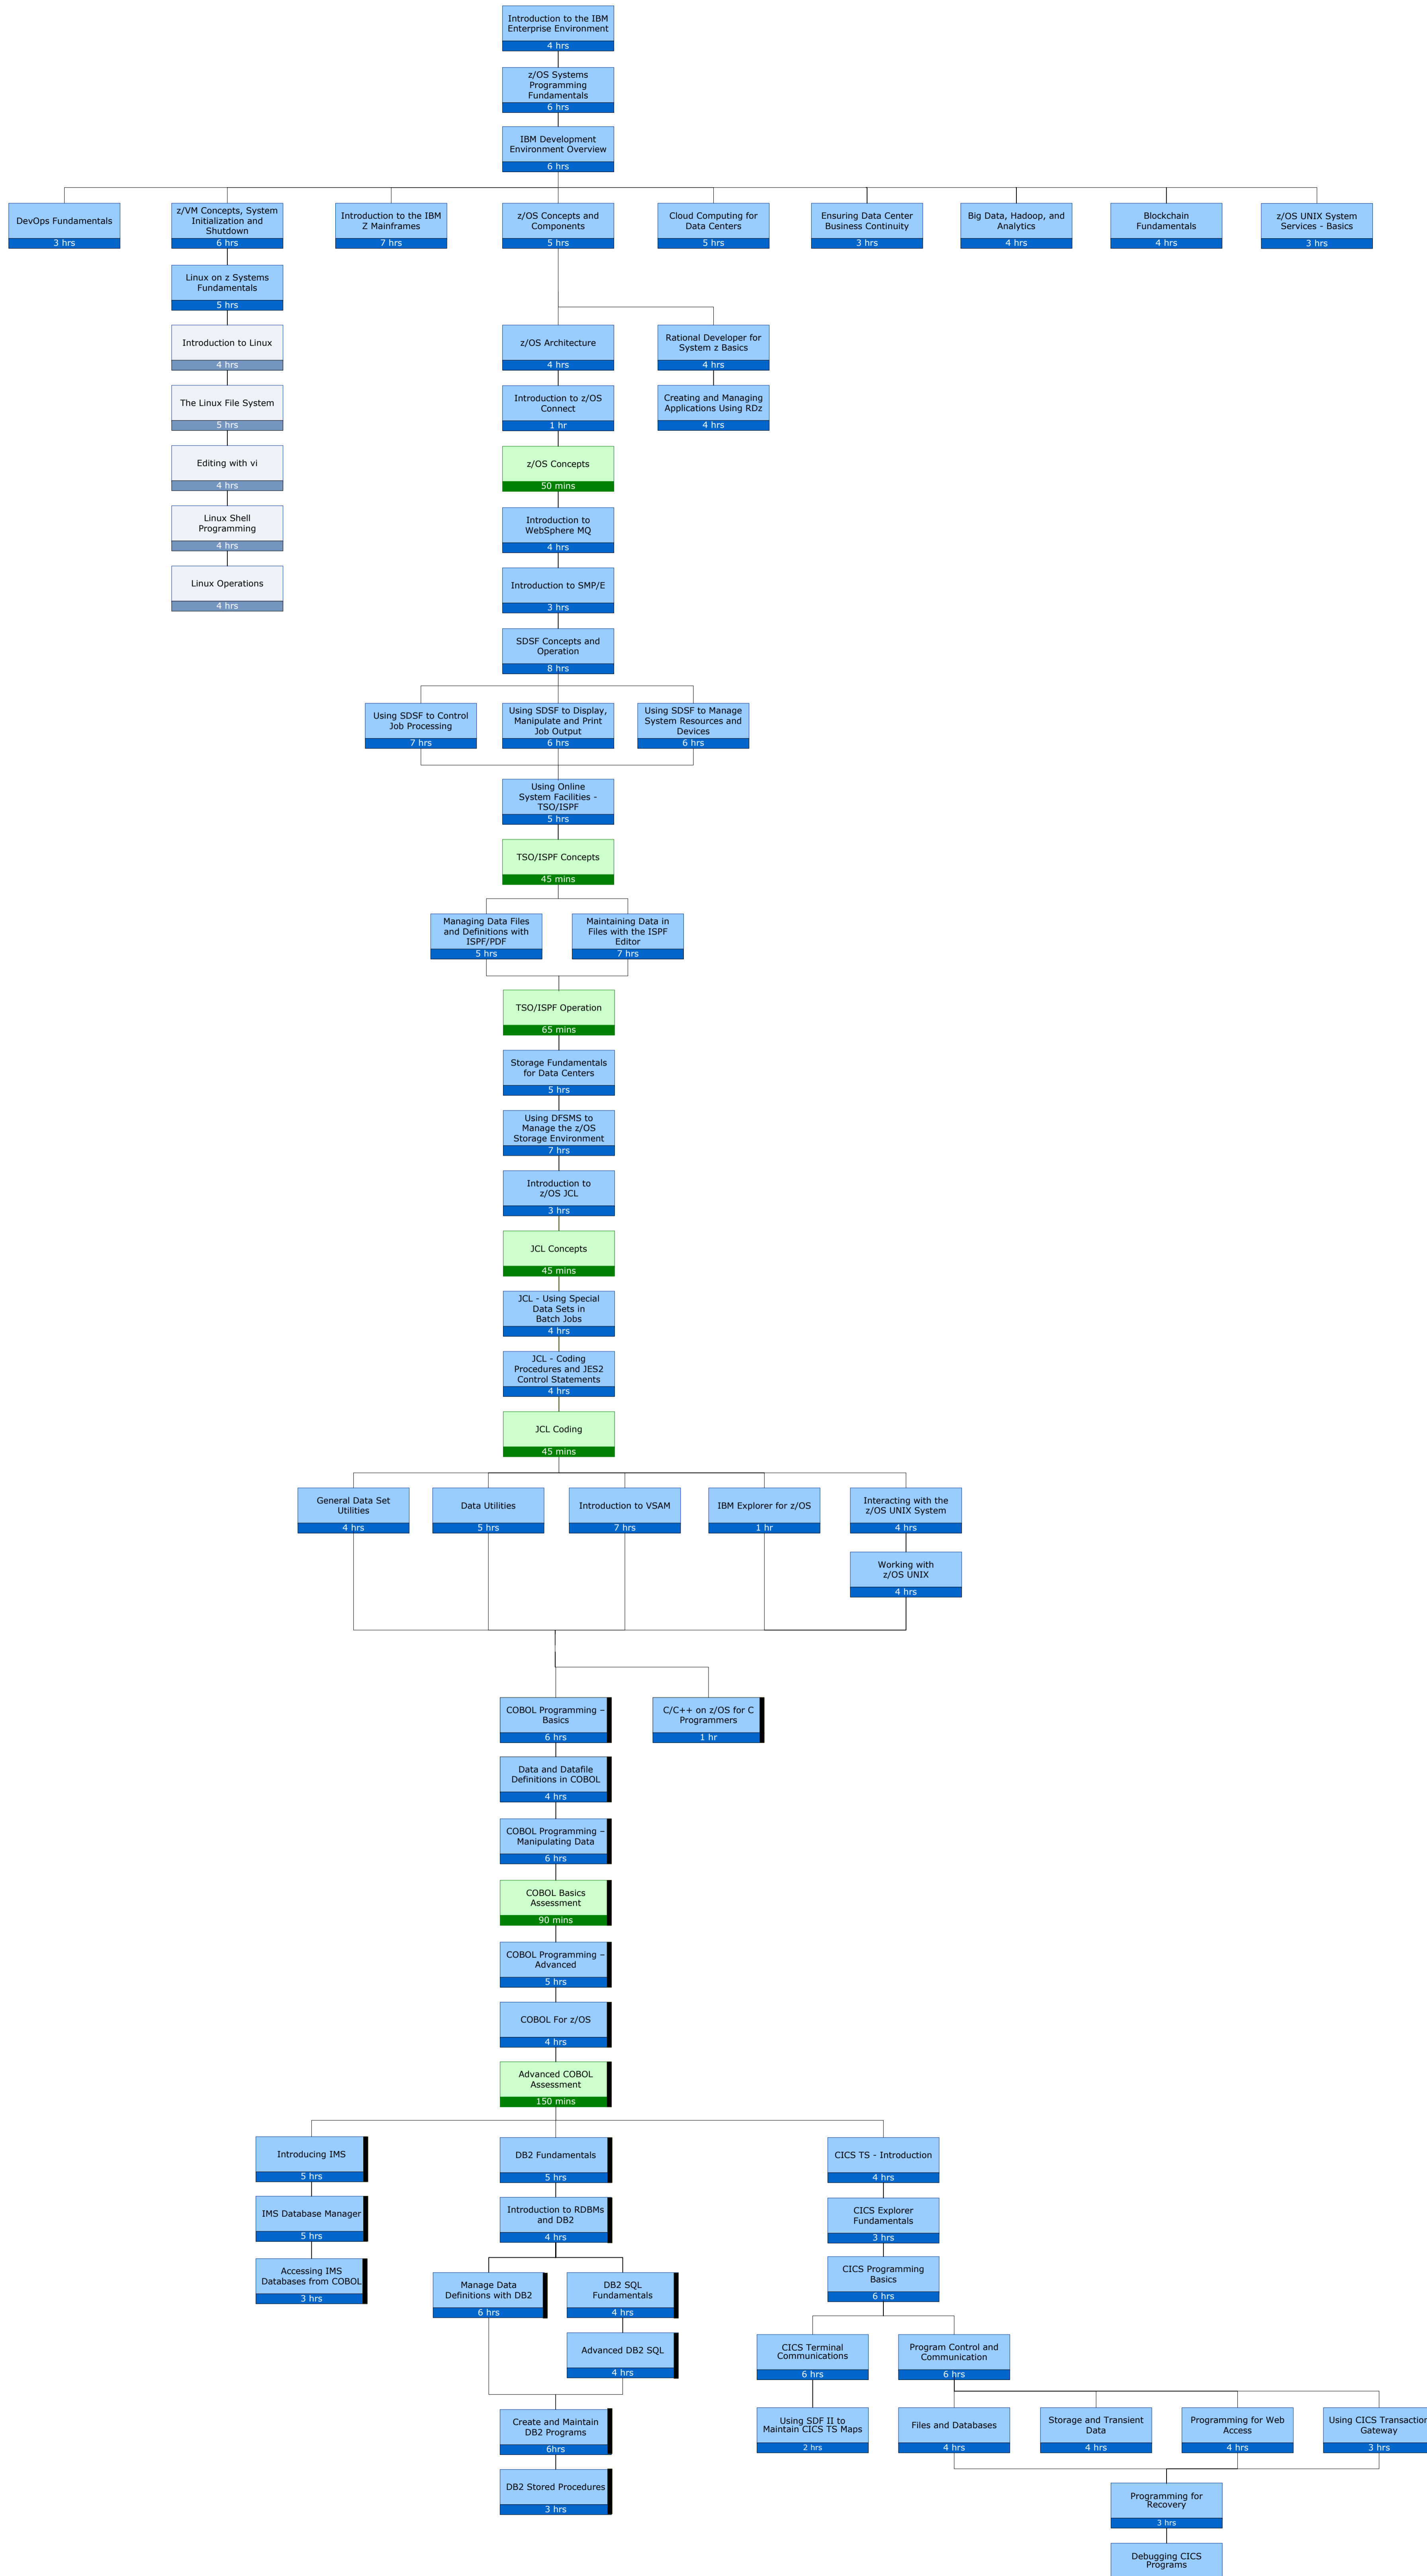 Introduction to the IBM
Enterprise Environment
4 hrs
z/OS Systems
Programming
Fundamentals
6 hrs
IBM Development
Environment Overview
6 hrs
DevOps Fundamentals
3 hrs
z/VM Concepts, System
Initialization and
Shutdown
6 hrs
Introduction to the IBM
Z Mainframes
7 hrs
z/OS Concepts and
Components
5 hrs
Cloud Computing for
Data Centers
5 hrs
Ensuring Data Center
Business Continuity
3 hrs
Big Data, Hadoop, and
Analytics
4 hrs
Blockchain
Fundamentals
4 hrs
z/OS UNIX System
Services - Basics
3 hrs
Linux on z Systems
Fundamentals
5 hrs
Introduction to Linux
4 hrs
The Linux File System
5 hrs
Editing with vi
4 hrs
Linux Shell
Programming
4 hrs
Linux Operations
4 hrs
z/OS Architecture
4 hrs
Rational Developer for
System z Basics
4 hrs
Introduction to z/OS
Connect
1 hr
Creating and Managing
Applications Using RDz
4 hrs
z/OS Concepts
50 mins
Introduction to
WebSphere MQ
4 hrs
Introduction to SMP/E
3 hrs
SDSF Concepts and
Operation
8 hrs
Using SDSF to Control
Job Processing
7 hrs
Using SDSF to Display,
Manipulate and Print
Job Output
6 hrs
Using SDSF to Manage
System Resources and
Devices
6 hrs
Using Online
System Facilities -
TSO/ISPF
5 hrs
TSO/ISPF Concepts
45 mins
Managing Data Files
and Definitions with
ISPF/PDF
5 hrs
Maintaining Data in
Files with the ISPF
Editor
7 hrs
TSO/ISPF Operation
65 mins
Storage Fundamentals
for Data Centers
5 hrs
Using DFSMS to
Manage the z/OS
Storage Environment
7 hrs
Introduction to
z/OS JCL
3 hrs
JCL Concepts
45 mins
JCL - Using Special
Data Sets in
Batch Jobs
4 hrs
JCL - Coding
Procedures and JES2
Control Statements
4 hrs
JCL Coding
45 mins
General Data Set
Utilities
4 hrs
Data Utilities
5 hrs
Introduction to VSAM
7 hrs
IBM Explorer for z/OS
1 hr
Interacting with the
z/OS UNIX System
4 hrs
Working with
z/OS UNIX
4 hrs
COBOL Programming –
Basics
6 hrs
C/C++ on z/OS for C
Programmers
1 hr
Data and Datafile
Definitions in COBOL
4 hrs
COBOL Programming –
Manipulating Data
6 hrs
COBOL Basics
Assessment
90 mins
COBOL Programming –
Advanced
5 hrs
COBOL For z/OS
4 hrs
Advanced COBOL
Assessment
150 mins
Introducing IMS
5 hrs
IMS Database Manager
5 hrs
Accessing IMS
Databases from COBOL
3 hrs
DB2 Fundamentals
5 hrs
Introduction to RDBMs
and DB2
4 hrs
Manage Data
Definitions with DB2
6 hrs
DB2 SQL
Fundamentals
4 hrs
Advanced DB2 SQL
4 hrs
Create and Maintain
DB2 Programs
6hrs
DB2 Stored Procedures
3 hrs
CICS TS - Introduction
4 hrs
CICS Explorer
Fundamentals
3 hrs
CICS Programming
Basics
6 hrs
CICS Terminal
Communications
6 hrs
Program Control and
Communication
6 hrs
Using SDF II to
Maintain CICS TS Maps
2 hrs
Files and Databases
4 hrs
Storage and Transient
Data
4 hrs
Programming for Web
Access
4 hrs
Using CICS Transaction
Gateway
3 hrs
Programming for
Recovery
3 hrs
Debugging CICS
Programs